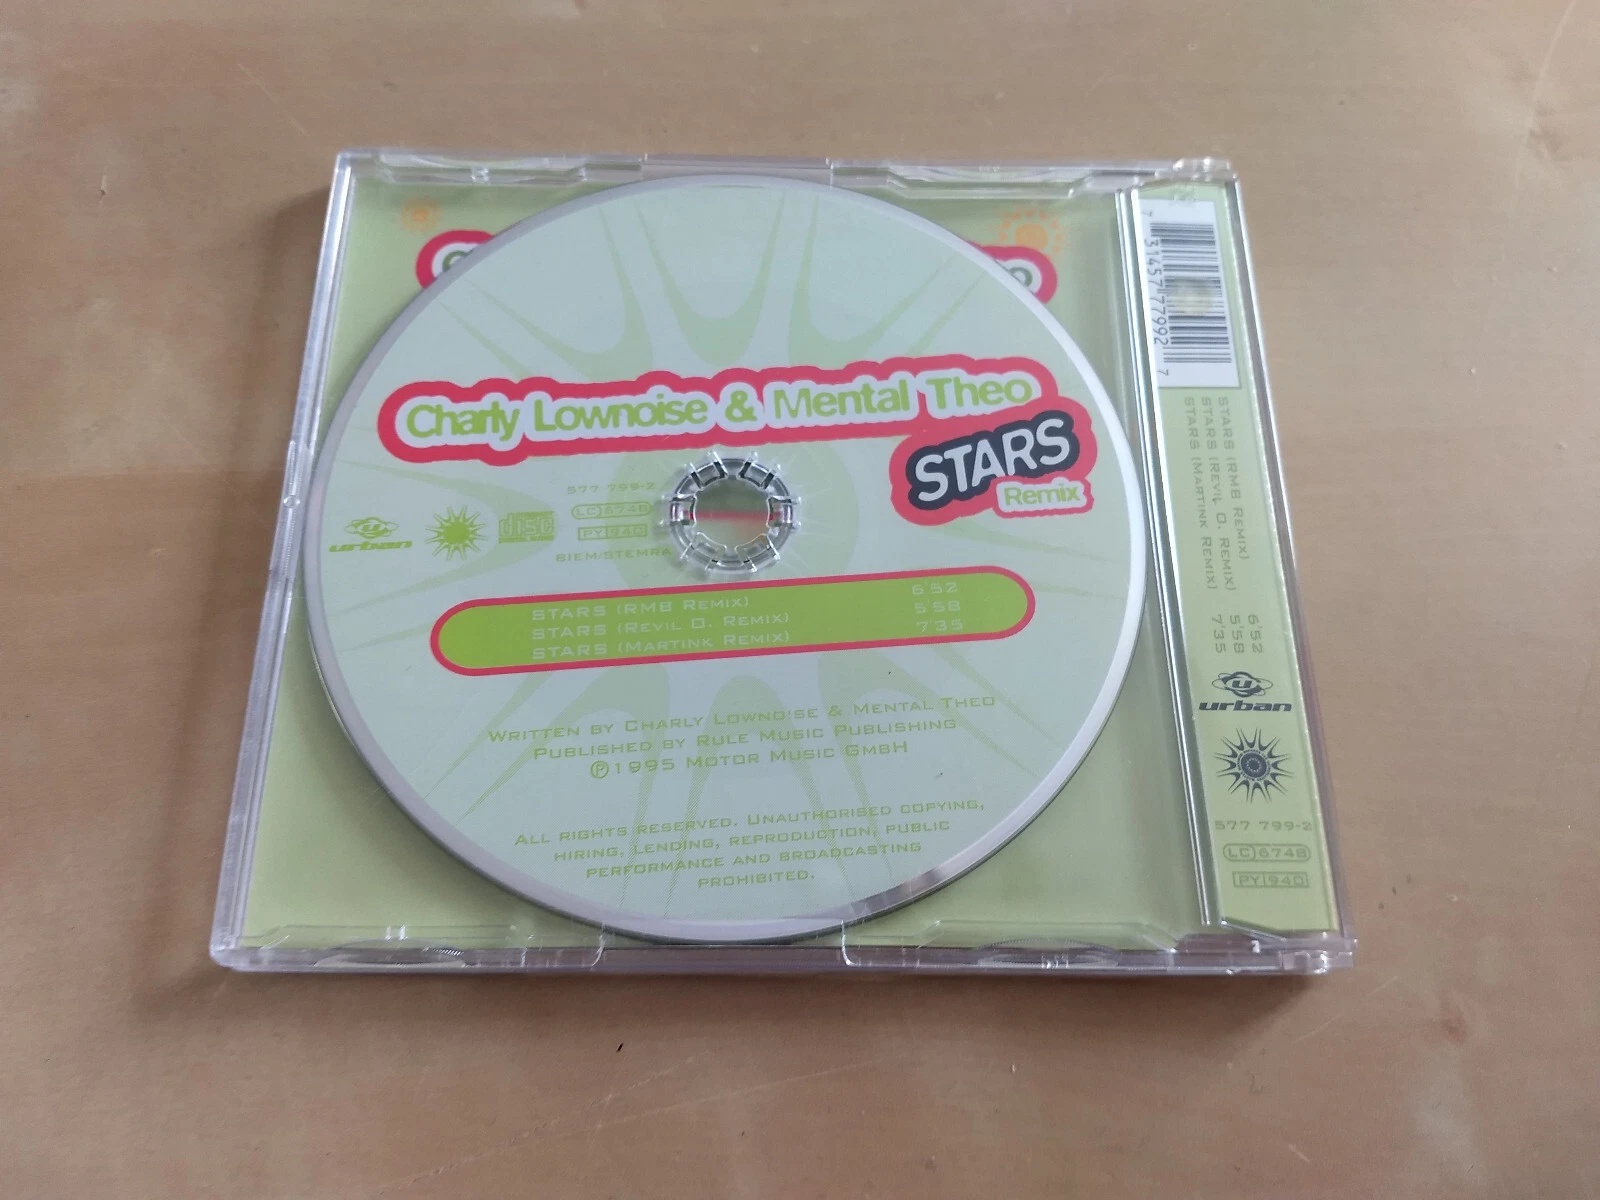 Charly Lownoise & Mental Theo
STARS
Remix
577 799-2
LC 6748
PY 940
BIEM/STEMRA
urban
disc
STARS (RMB Remix) 6'52
STARS (Revil O. Remix) 5'58
STARS (Martink Remix) 7'35
Written by Charly Lownoise & Mental Theo
Published by Rule Music Publishing
℗1995 Motor Music GmbH
All rights reserved. Unauthorised copying,
hiring, lending, reproduction, public
performance and broadcasting
prohibited.
7 31457 77992 7
STARS (RMB Remix) 6'52
STARS (Revil O. Remix) 5'58
STARS (Martink Remix) 7'35
urban
577 799-2
LC 6748
PY 940